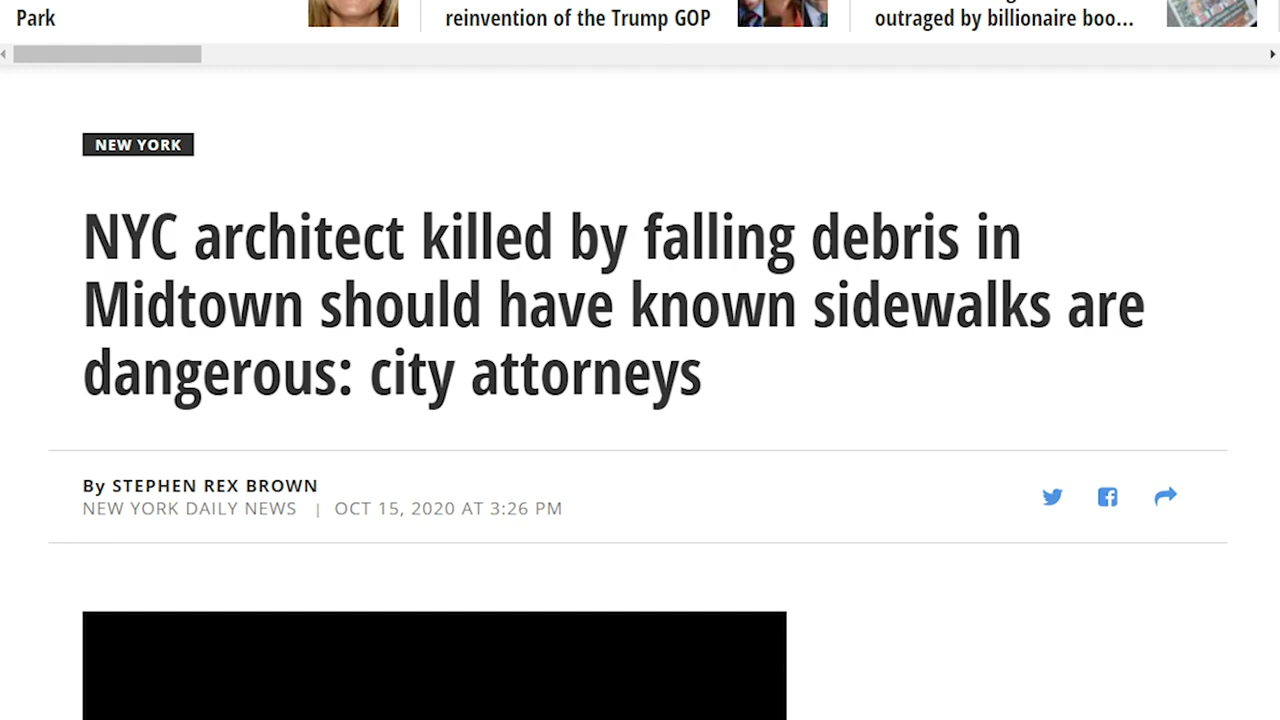 Park
reinvention of the Trump GOP
outraged by billionaire boo...
NEW YORK
NYC architect killed by falling debris in
Midtown should have known sidewalks are
dangerous: city attorneys
By STEPHEN REX BROWN
NEW YORK DAILY NEWS | OCT 15, 2020 AT 3:26 PM